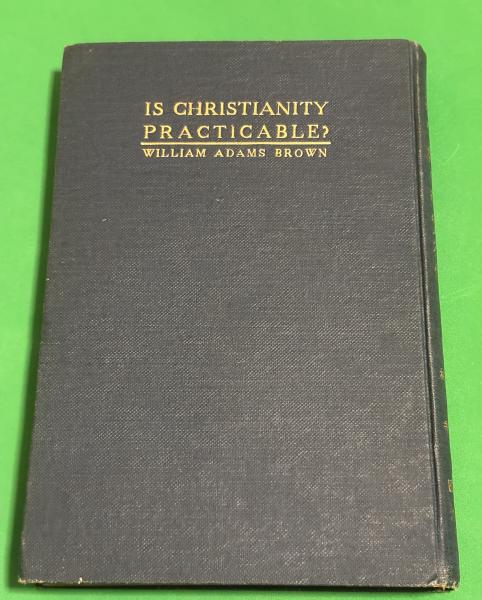 IS CHRISTIANITY
PRACTICABLE?
WILLIAM ADAMS BROWN